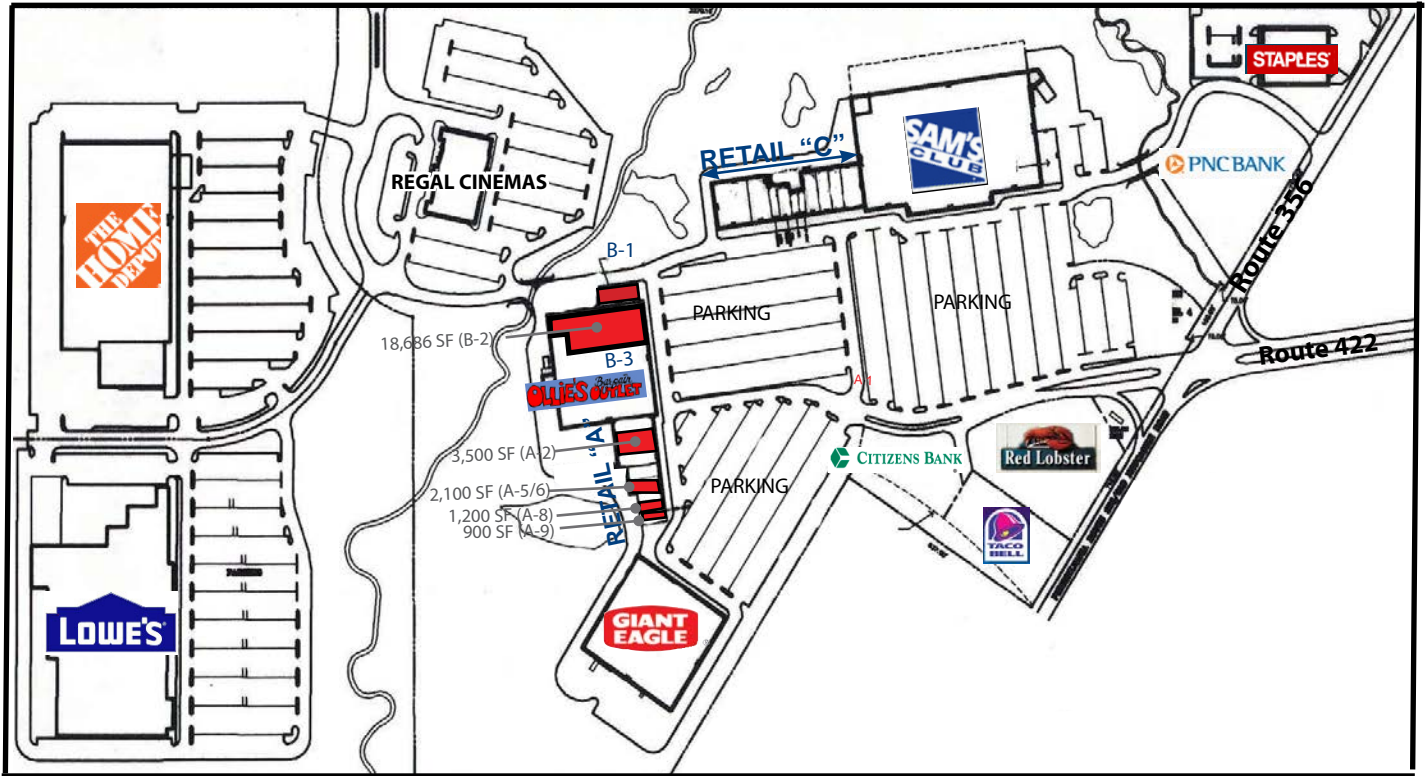 STAPLES
RETAIL “C”
SAM'S
CLUB
PNC BANK
REGAL CINEMAS
Route 356
THE
HOME
DEPOT
B-1
PARKING
PARKING
18,686 SF (B-2)
B-3
Route 422
OLLIE'S Bargain
OUTLET
A-1
RETAIL “A”
3,500 SF (A-2)
CITIZENS BANK
Red Lobster
2,100 SF (A-5/6)
PARKING
1,200 SF (A-8)
900 SF (A-9)
TACO
BELL
PARKING
LOWE'S
GIANT
EAGLE